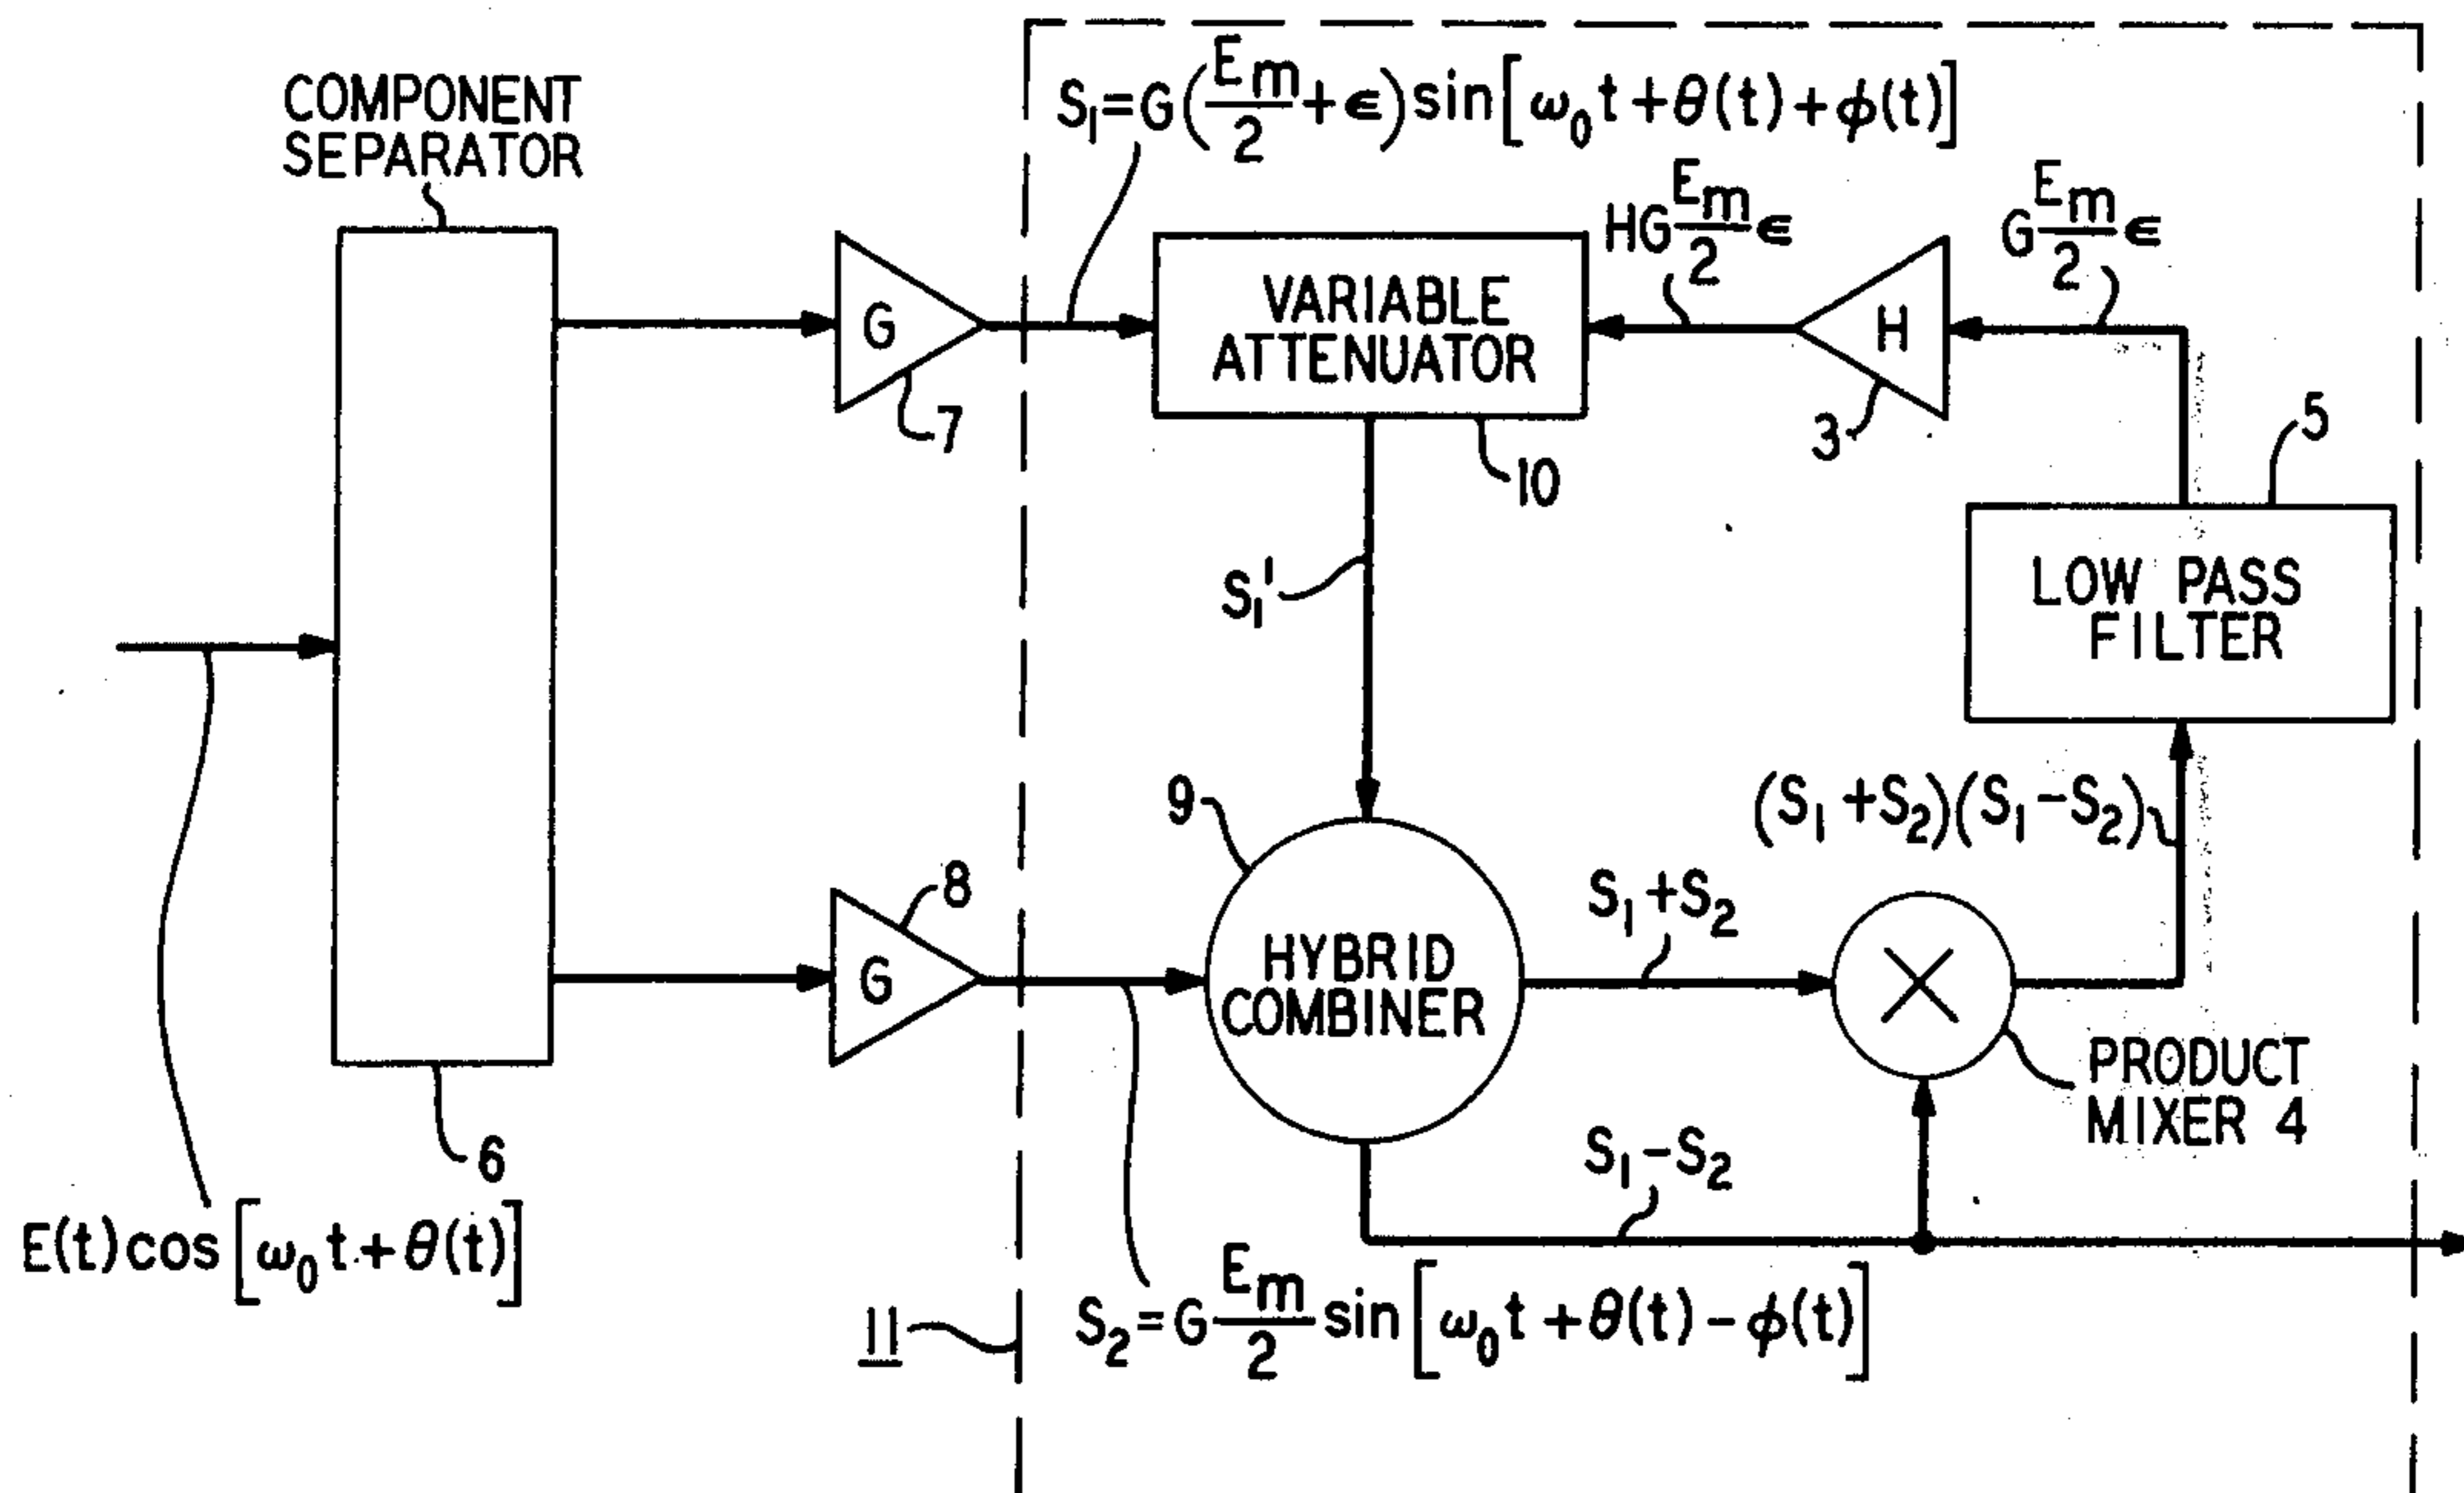 COMPONENT
SEPARATOR
S₁=G(Eₘ/2+ϵ)sin[ω₀t+θ(t)+ϕ(t)]
HG Eₘ/2 ϵ
G Eₘ/2 ϵ
G
7
VARIABLE
ATTENUATOR
10
H
3
5
LOW PASS
FILTER
S₁'
(S₁+S₂)(S₁-S₂)
9
8
G
HYBRID
COMBINER
S₁+S₂
X
PRODUCT
MIXER 4
6
S₁-S₂
E(t)cos[ω₀t+θ(t)]
11
S₂=G Eₘ/2 sin[ω₀t+θ(t)-ϕ(t)]